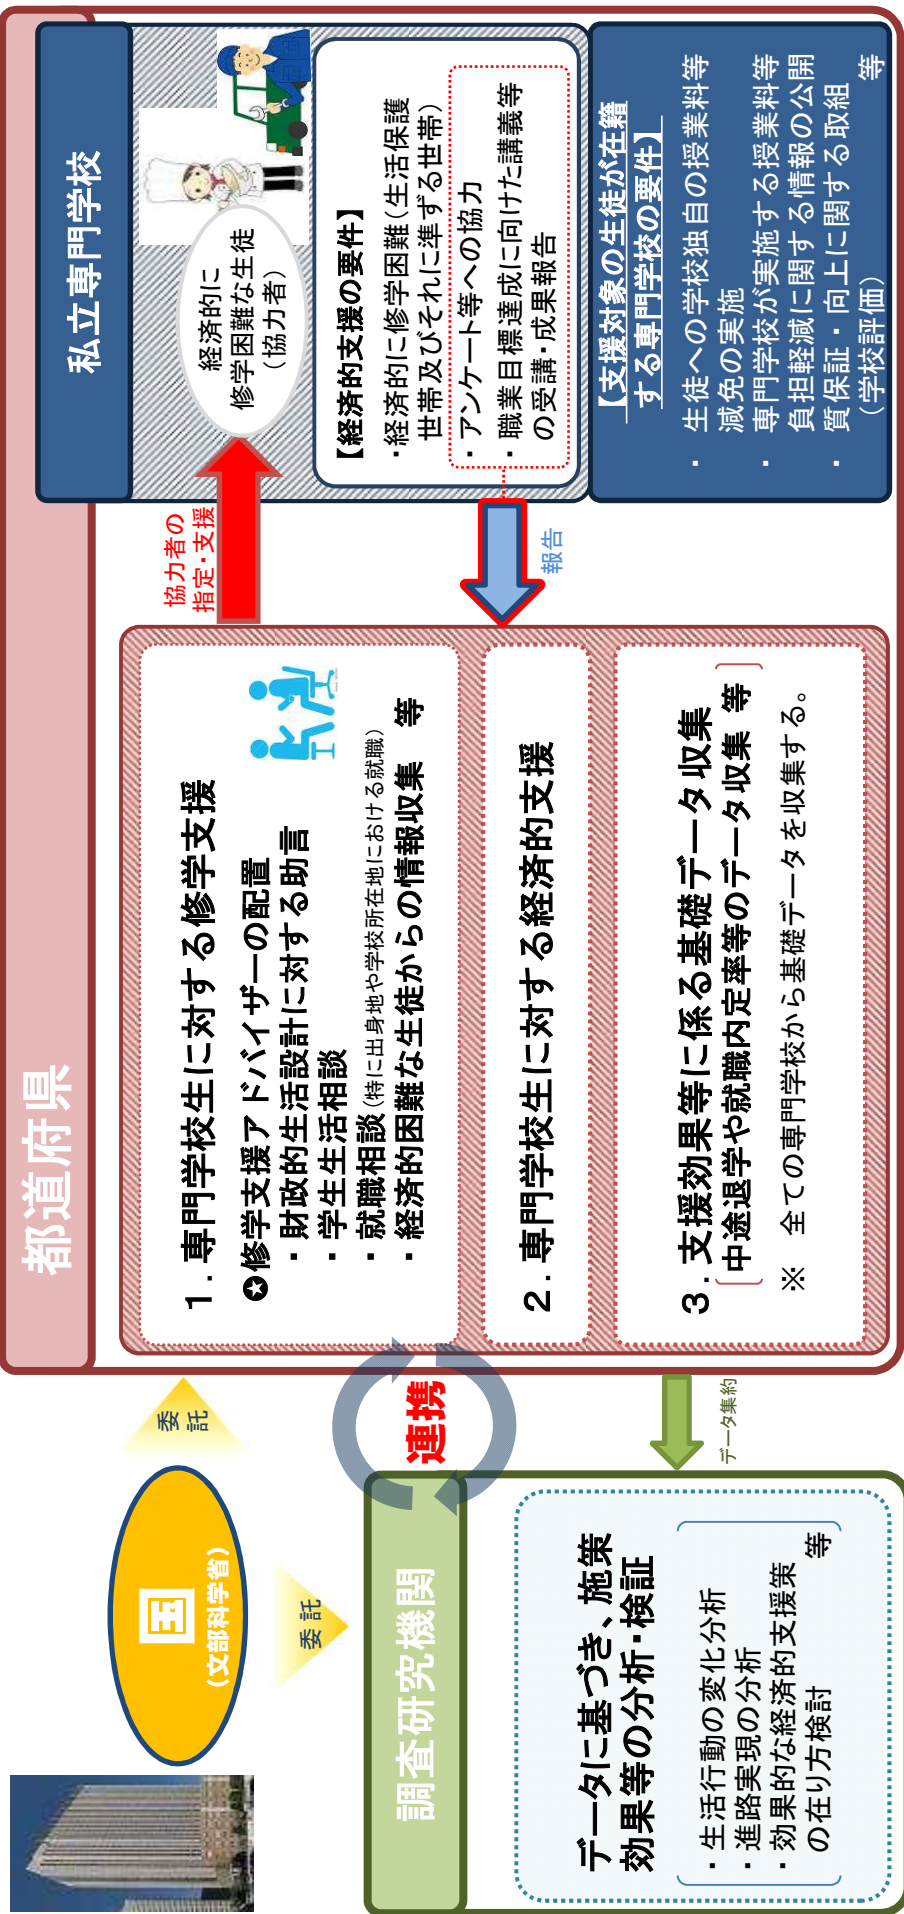 国
(文部科学省)
委
託
委託
調査研究機関
データに基づき、施策
効果等の分析・検証
・生活行動の変化分析
・進路実現の分析
・効果的な経済的支援策
の在り方検討
等
連携
データ集約
都道府県
1.専門学校生に対する修学支援
✪修学支援アドバイザーの配置
・財政的生活設計に対する助言
・学生生活相談
・就職相談(特に出身地や学校所在地における就職)
・経済的困難な生徒からの情報収集 等
2.専門学校生に対する経済的支援
3.支援効果等に係る基礎データ収集
中途退学や就職内定率等のデータ収集 等
※ 全ての専門学校から基礎データを収集する。
協力者の
指定・支援
報告
私立専門学校
経済的に
修学困難な生徒
(協力者)
【経済的支援の要件】
・経済的に修学困難(生活保護
世帯及びそれに準ずる世帯)
・アンケート等への協力
・職業目標達成に向けた講義等
の受講・成果報告
【支援対象の生徒が在籍
する専門学校の要件】
・ 生徒への学校独自の授業料等
減免の実施
・ 専門学校が実施する授業料等
負担軽減に関する情報の公開
・ 質保証・向上に関する取組
(学校評価) 等